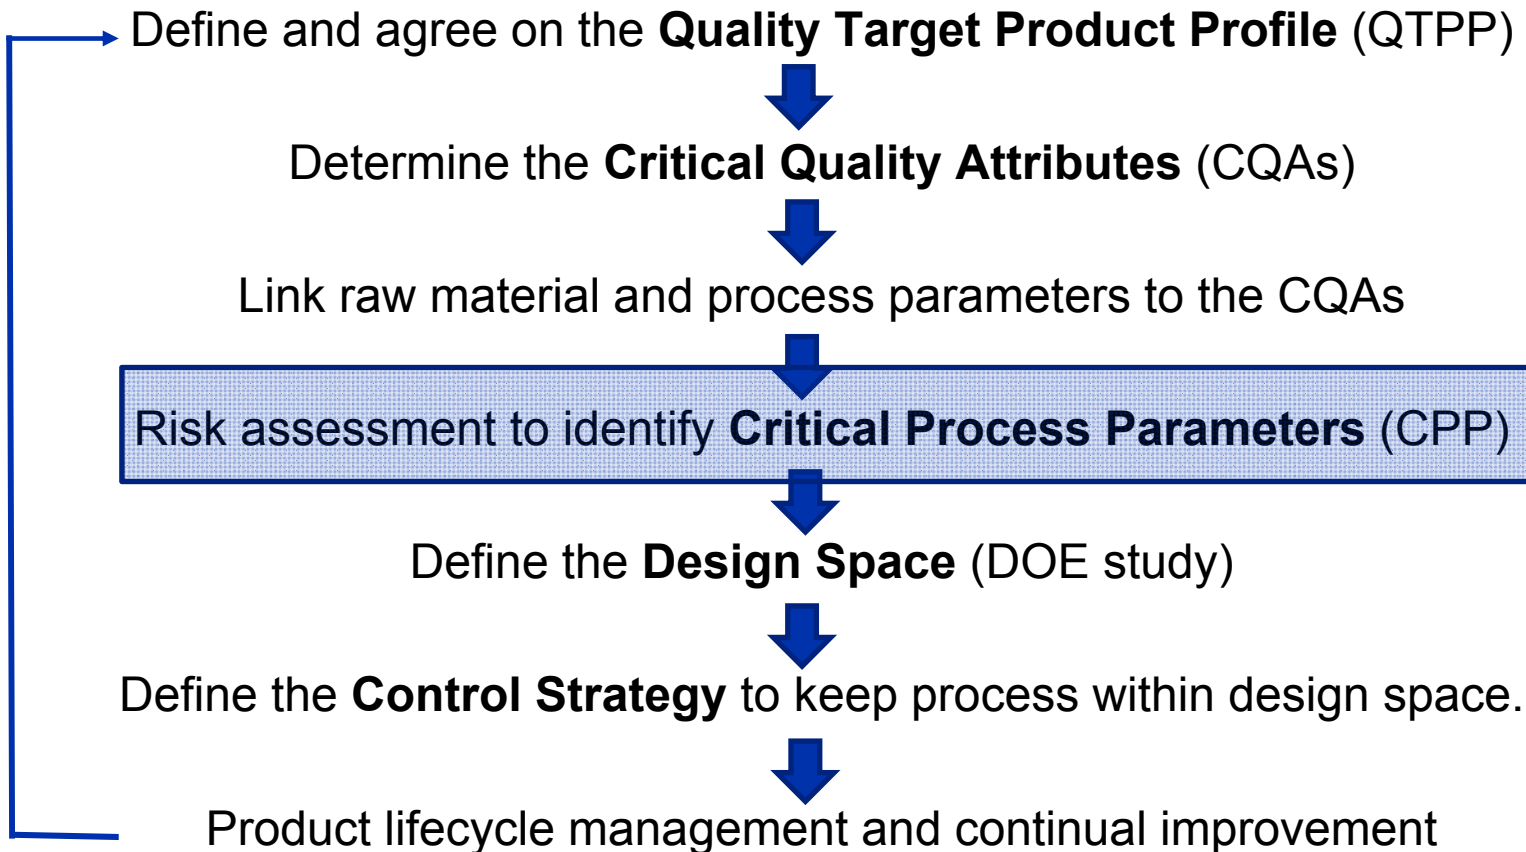 Define and agree on the Quality Target Product Profile (QTPP)
Determine the Critical Quality Attributes (CQAs)
Link raw material and process parameters to the CQAs
Risk assessment to identify Critical Process Parameters (CPP)
Define the Design Space (DOE study)
Define the Control Strategy to keep process within design space.
Product lifecycle management and continual improvement